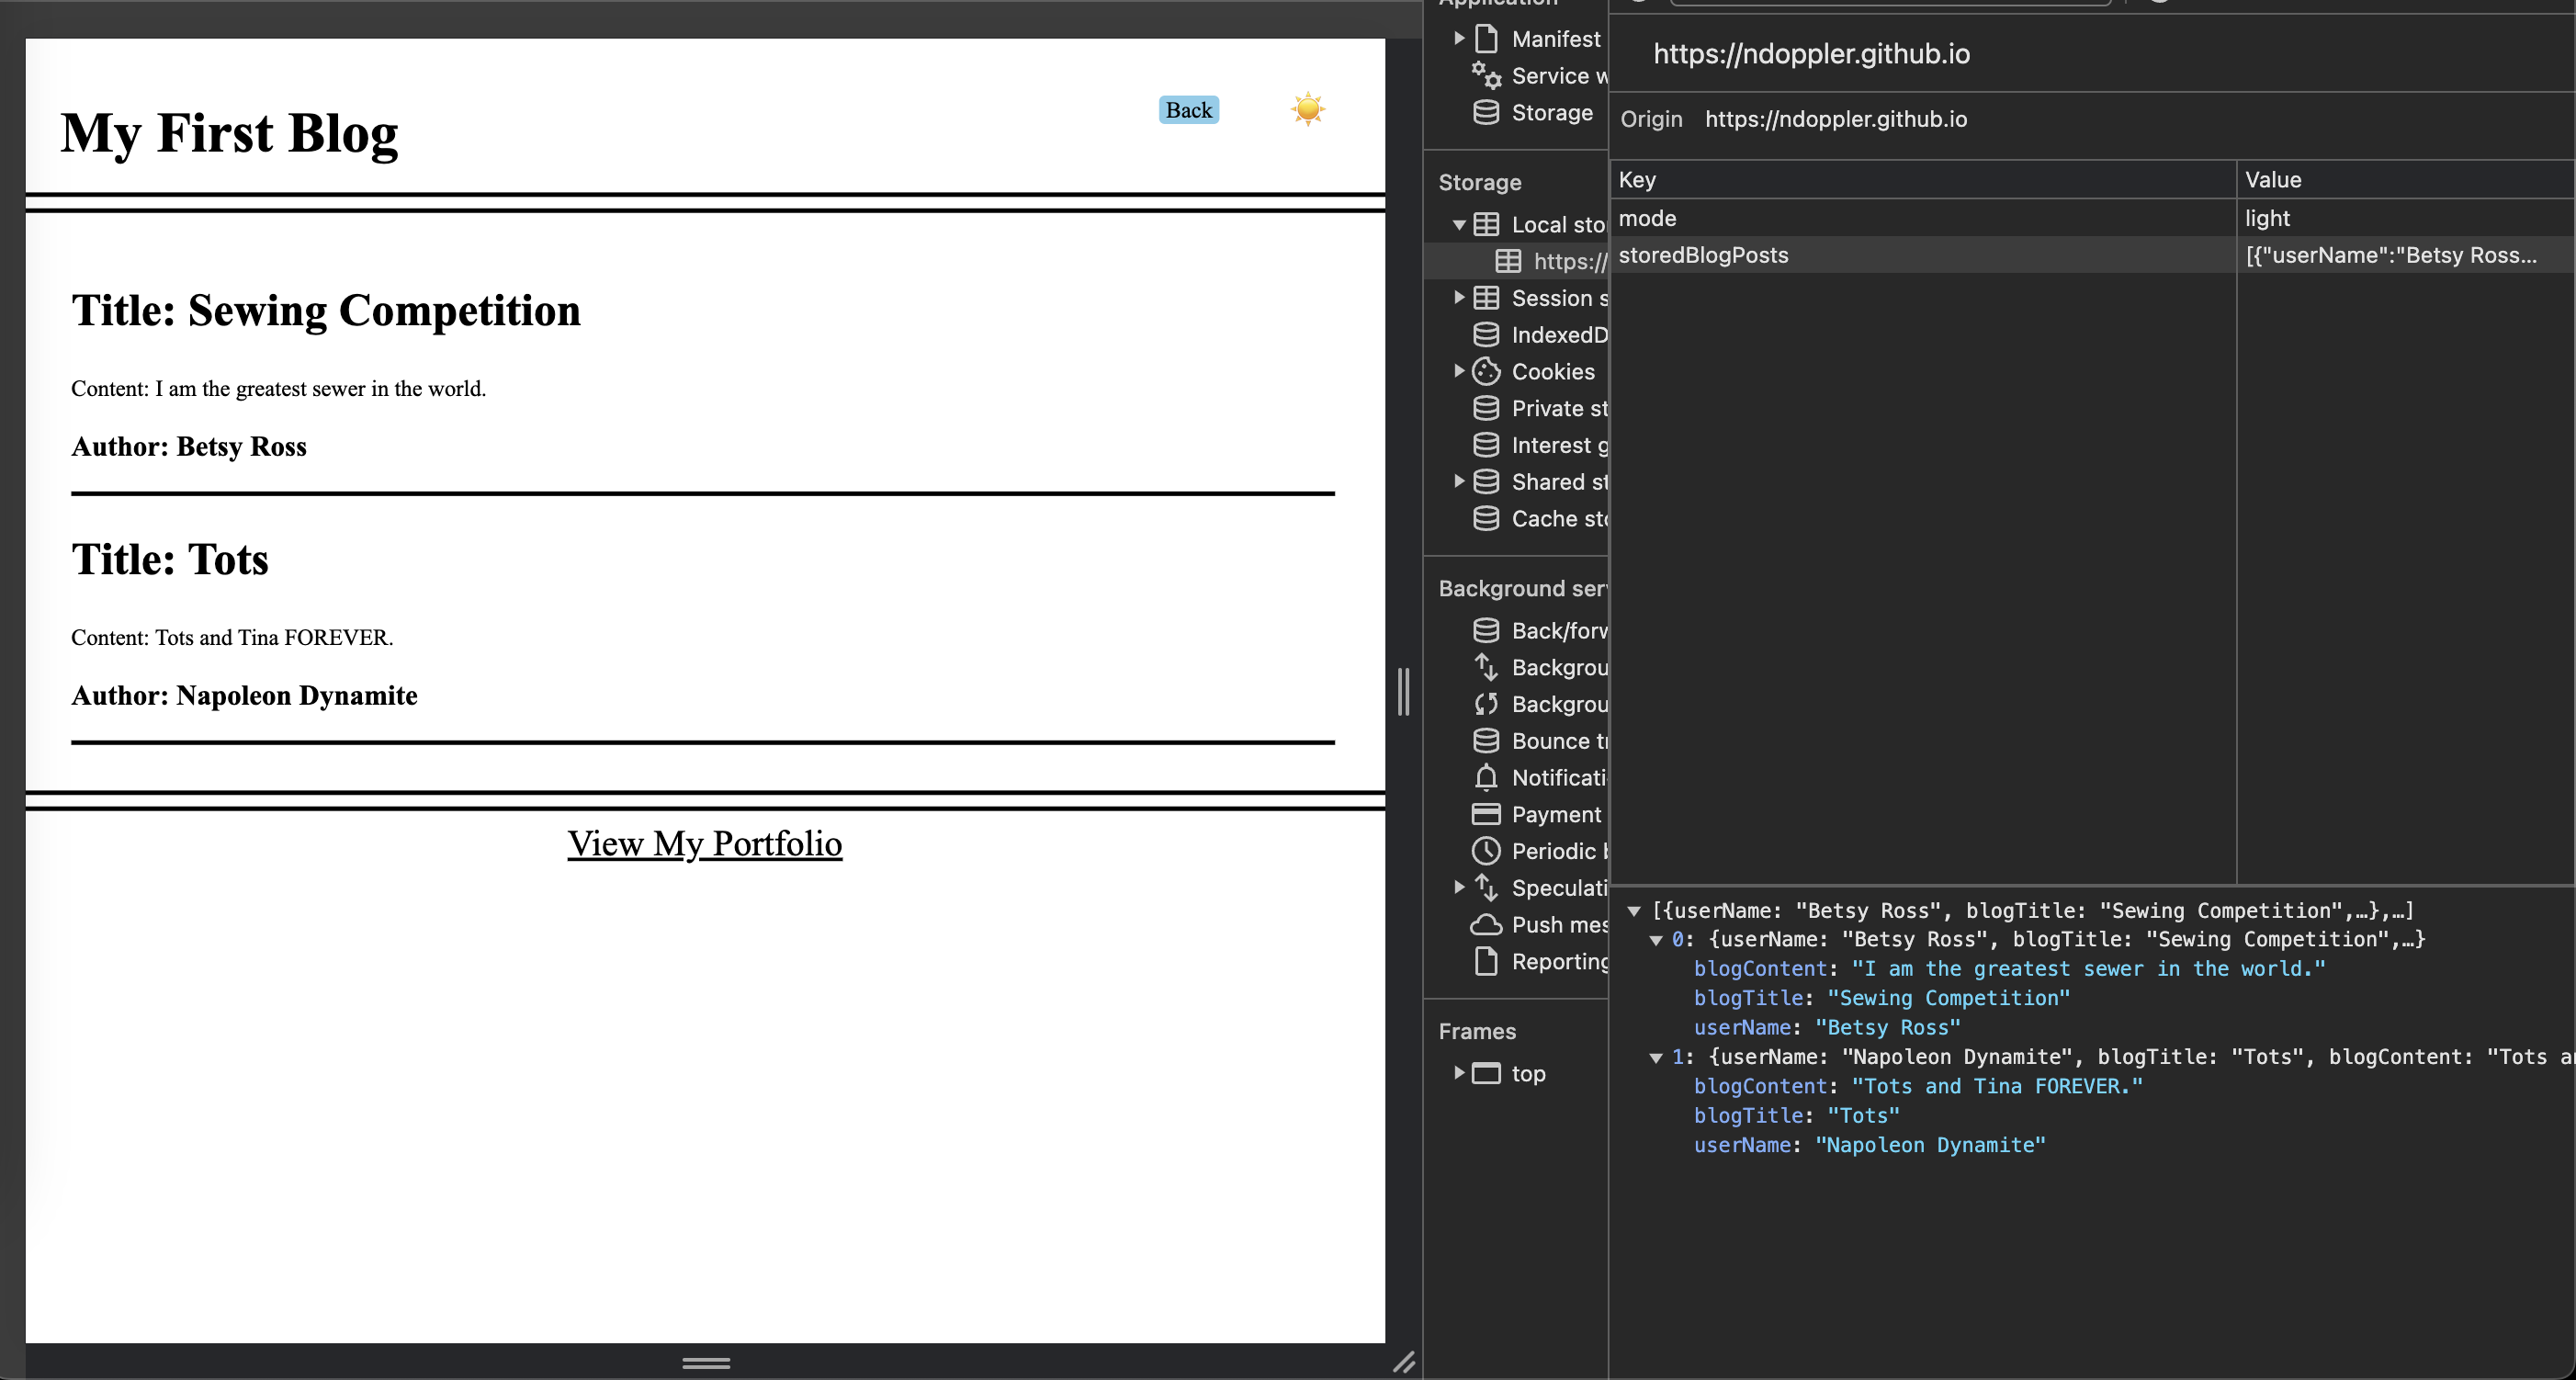 My First Blog
Back
Title: Sewing Competition
Content: I am the greatest sewer in the world.
Author: Betsy Ross
Title: Tots
Content: Tots and Tina FOREVER.
Author: Napoleon Dynamite
View My Portfolio
Application
Manifest
Service w
Storage
Storage
Local sto
https://
Session s
IndexedD
Cookies
Private st
Interest g
Shared st
Cache sto
Background ser
Back/forw
Backgrou
Backgrou
Bounce t
Notificati
Payment
Periodic
Speculati
Push mes
Reporting
Frames
top
https://ndoppler.github.io
Origin https://ndoppler.github.io
Key Value
mode light
storedBlogPosts [{"userName":"Betsy Ross...
[{userName: "Betsy Ross", blogTitle: "Sewing Competition",…},…]
0: {userName: "Betsy Ross", blogTitle: "Sewing Competition",…}
blogContent: "I am the greatest sewer in the world."
blogTitle: "Sewing Competition"
userName: "Betsy Ross"
1: {userName: "Napoleon Dynamite", blogTitle: "Tots", blogContent: "Tots a
blogContent: "Tots and Tina FOREVER."
blogTitle: "Tots"
userName: "Napoleon Dynamite"